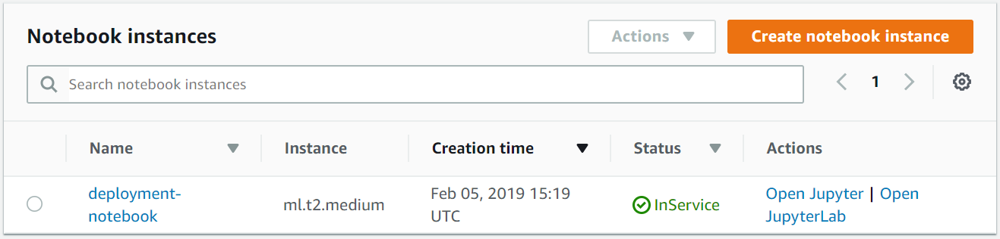 Notebook instances
Actions
Create notebook instance
Search notebook instances
1
Name
Instance
Creation time
Status
Actions
deployment-
notebook
ml.t2.medium
Feb 05, 2019 15:19
UTC
InService
Open Jupyter | Open
JupyterLab